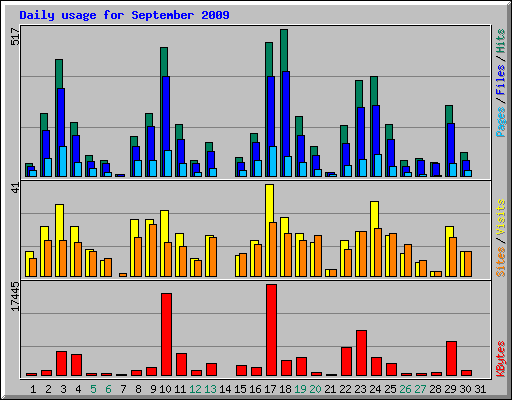 Daily usage for September 2009
517
Pages / Files / Hits
41
Sites / Visits
17445
KBytes
1 2 3 4 5 6 7 8 9 10 11 12 13 14 15 16 17 18 19 20 21 22 23 24 25 26 27 28 29 30 31